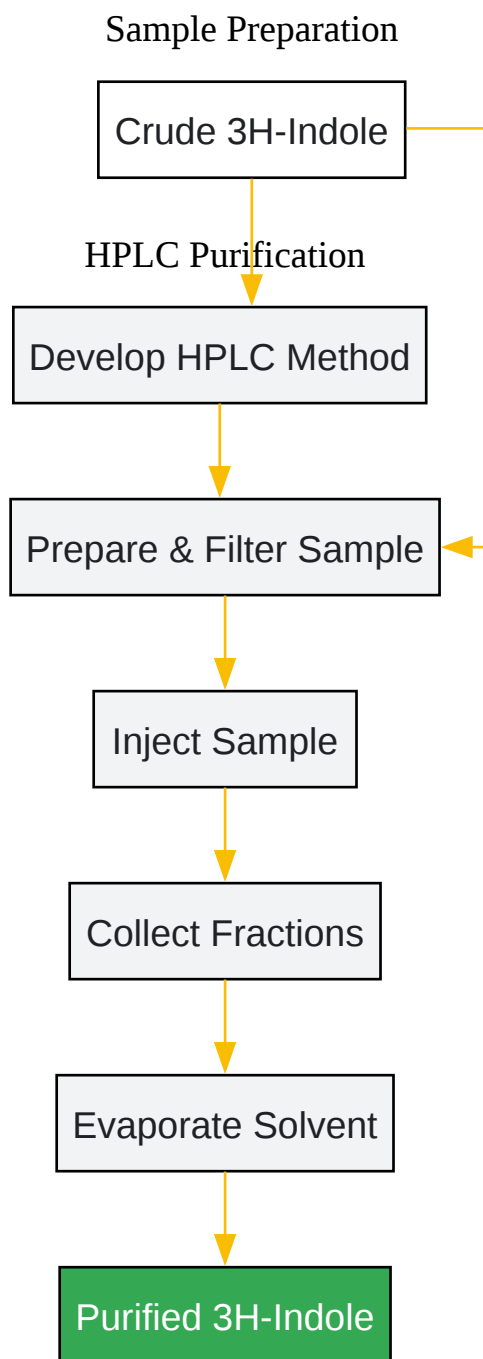 Sample Preparation
Crude 3H-Indole
HPLC Purification
Develop HPLC Method
Prepare & Filter Sample
Inject Sample
Collect Fractions
Evaporate Solvent
Purified 3H-Indole